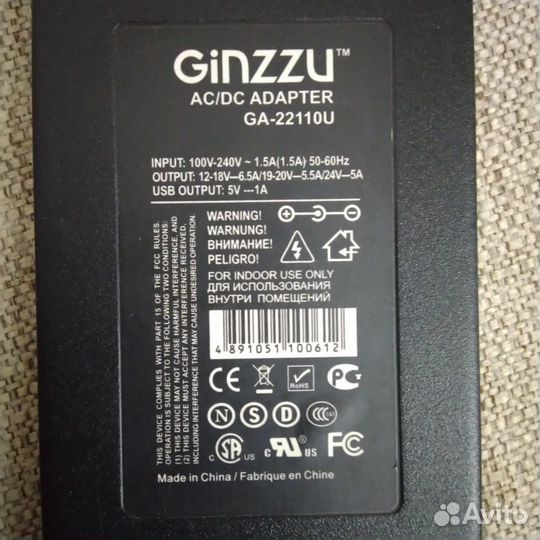 GiNZZU™
AC/DC ADAPTER
GA-22110U
INPUT: 100V-240V ~ 1.5A(1.5A) 50-60Hz
OUTPUT: 12-18V—6.5A/19-20V—5.5A/24V—5A
USB OUTPUT: 5V ---1A
WARNING!
WARNUNG!
ВНИМАНИЕ!
PELIGRO!
FOR INDOOR USE ONLY
ДЛЯ ИСПОЛЬЗОВАНИЯ
ВНУТРИ ПОМЕЩЕНИЙ
4 891051 100612
CE
RoHS
PC
N S D CCC
c SA US
c UL US
FC
Made in China / Fabrique en Chine
THIS DEVICE COMPLIES WITH PART 15 OF THE FCC RULES.
OPERATION IS SUBJECT TO THE FOLLOWING TWO CONDITIONS:
(1) THIS DEVICE MAY NOT CAUSE HARMFUL INTERFERENCE, AND
(2) THIS DEVICE MUST ACCEPT ANY INTERFERENCE RECEIVED,
INCLUDING INTERFERENCE THAT MAY CAUSE UNDESIRED OPERATION.
Avito